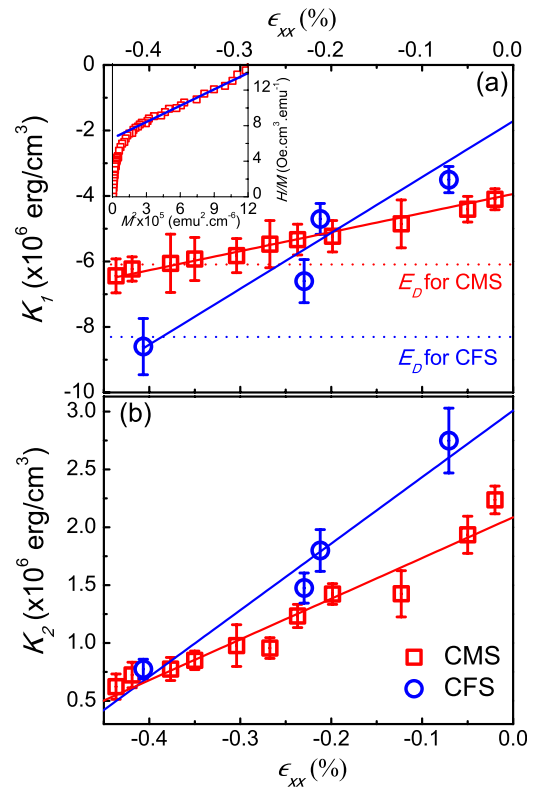 ϵxx (%)
-0.4 -0.3 -0.2 -0.1 0.0
(a)
0
-2
-4
-6
-8
-10
K1 (x10⁶ erg/cm³)
16
12
8
4
0
H/M (Oe.cm³.emu⁻¹)
0 3 6 9 12
M² x10⁵ (emu².cm⁻⁶)
ED for CMS
ED for CFS
(b)
3.0
2.5
2.0
1.5
1.0
0.5
K2 (x10⁶ erg/cm³)
CMS
CFS
-0.4 -0.3 -0.2 -0.1 0.0
ϵxx (%)